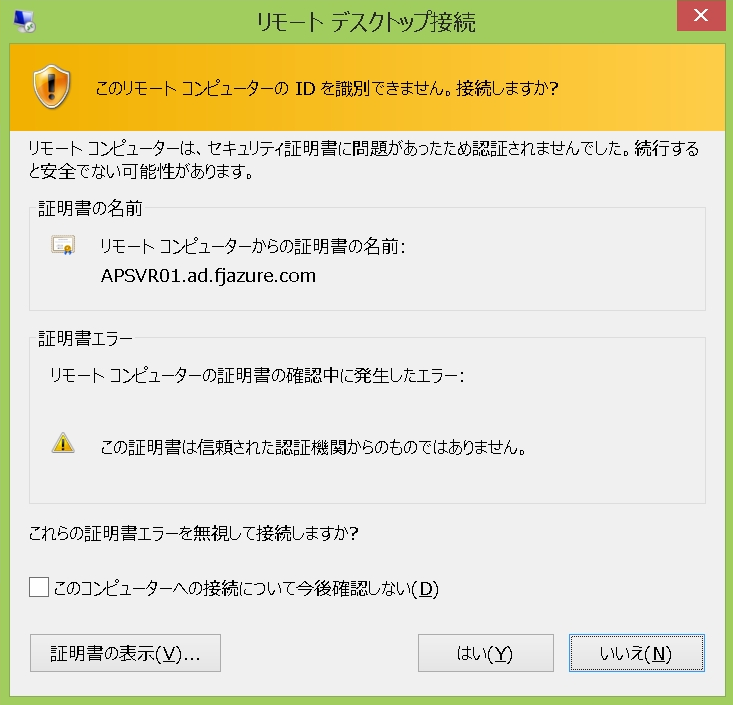 リモート デスクトップ接続
このリモート コンピューターの ID を識別できません。接続しますか?
リモート コンピューターは、セキュリティ証明書に問題があったため認証されませんでした。続行する
と安全でない可能性があります。
証明書の名前
リモート コンピューターからの証明書の名前:
APSVR01.ad.fjazure.com
証明書エラー
リモート コンピューターの証明書の確認中に発生したエラー:
この証明書は信頼された認証機関からのものではありません。
これらの証明書エラーを無視して接続しますか?
このコンピューターへの接続について今後確認しない(D)
証明書の表示(V)... はい(Y) いいえ(N)